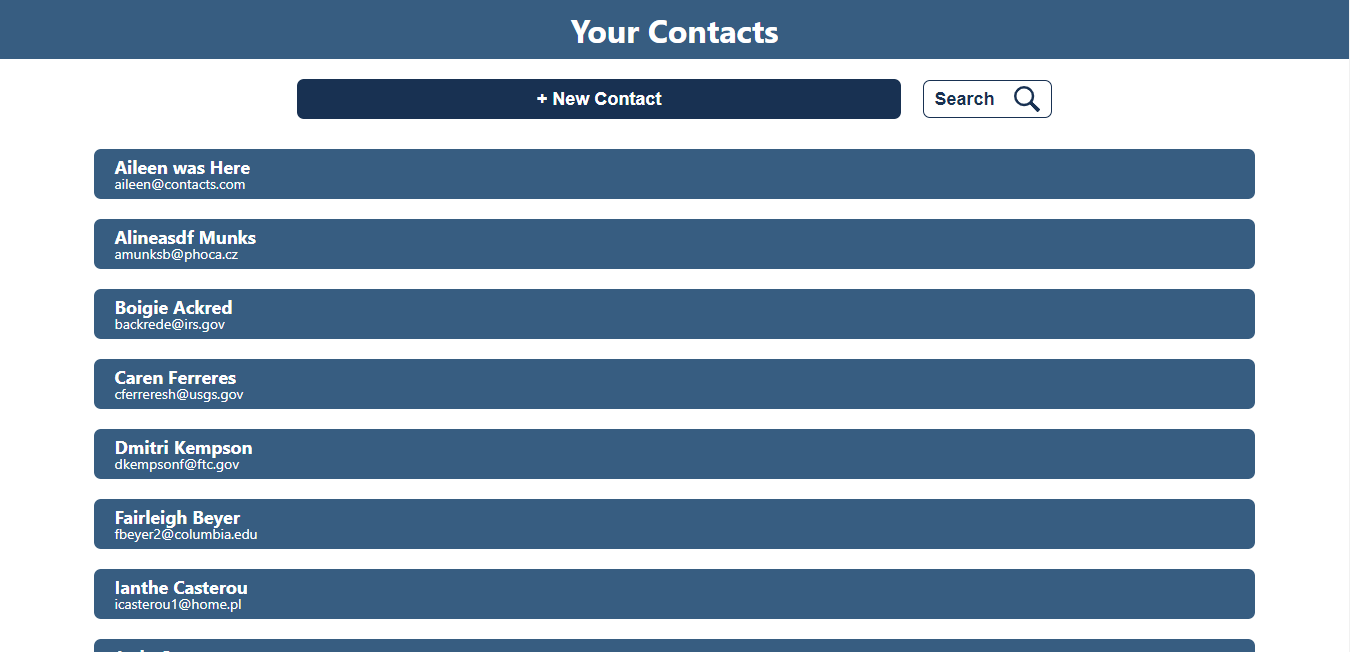 Your Contacts
+ New Contact
Search
Aileen was Here
aileen@contacts.com
Alineasdf Munks
amunksb@phoca.cz
Boigie Ackred
backrede@irs.gov
Caren Ferreres
cferreresh@usgs.gov
Dmitri Kempson
dkempsonf@ftc.gov
Fairleigh Beyer
fbeyer2@columbia.edu
Ianthe Casterou
icasterou1@home.pl